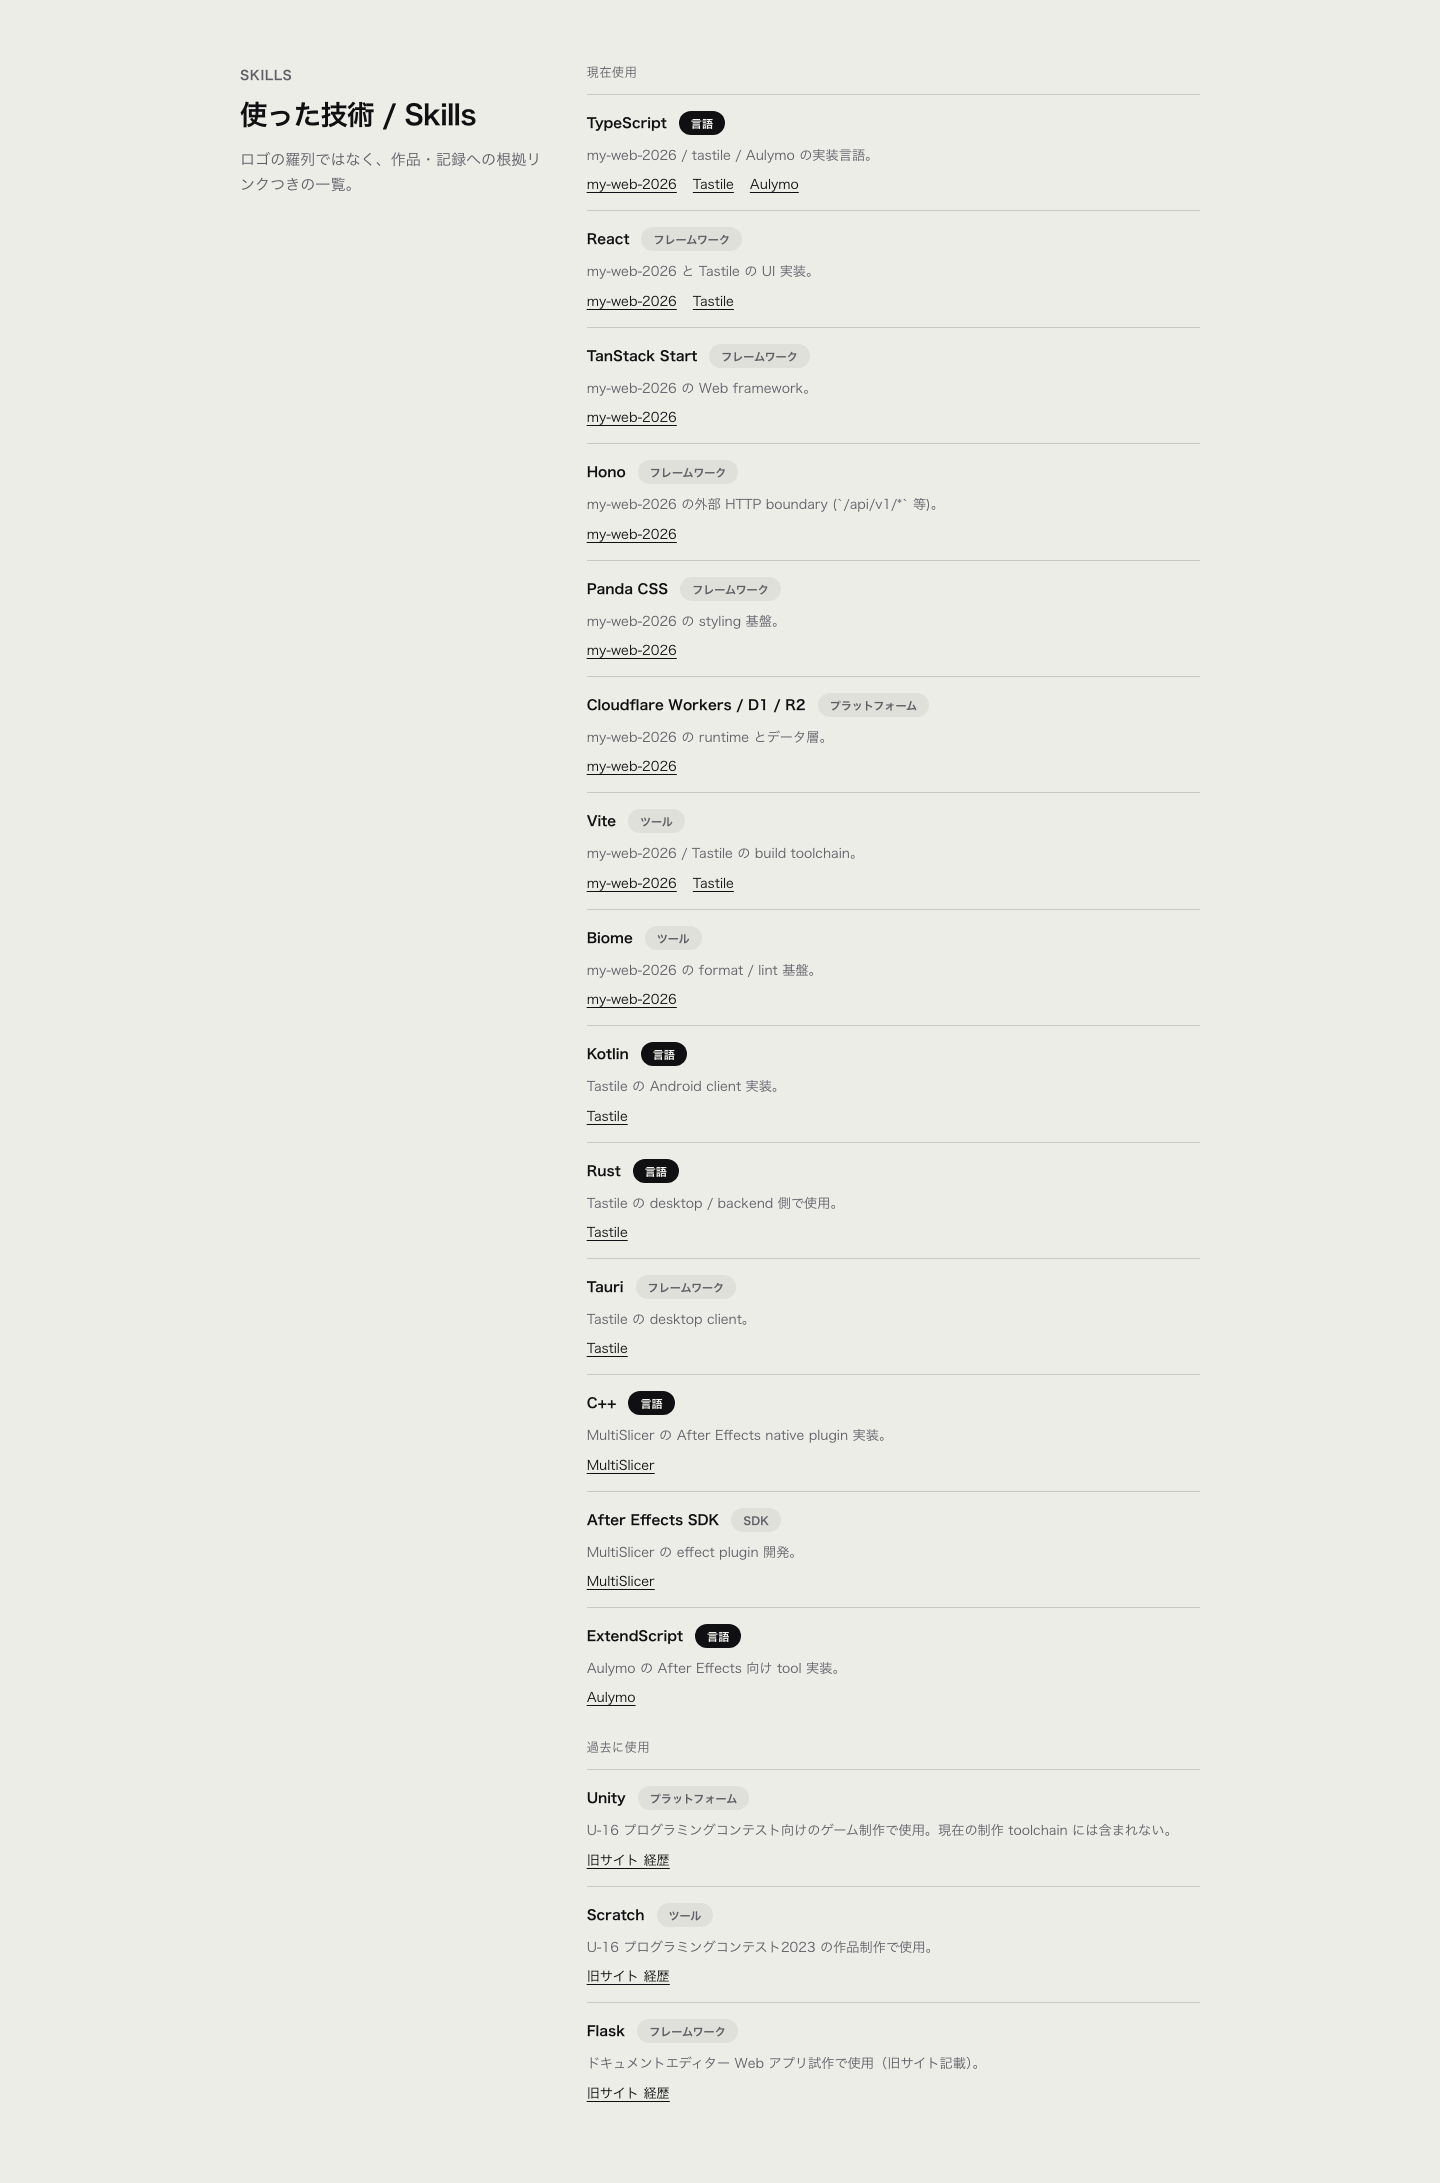 SKILLS
使った技術 / Skills
ロゴの羅列ではなく、作品・記録への根拠リ
ンクつきの一覧。
現在使用
TypeScript 言語
my-web-2026 / tastile / Aulymo の実装言語。
my-web-2026 Tastile Aulymo
React フレームワーク
my-web-2026 と Tastile の UI 実装。
my-web-2026 Tastile
TanStack Start フレームワーク
my-web-2026 の Web framework。
my-web-2026
Hono フレームワーク
my-web-2026 の外部 HTTP boundary (`/api/v1/*` 等)。
my-web-2026
Panda CSS フレームワーク
my-web-2026 の styling 基盤。
my-web-2026
Cloudflare Workers / D1 / R2 プラットフォーム
my-web-2026 の runtime とデータ層。
my-web-2026
Vite ツール
my-web-2026 / Tastile の build toolchain。
my-web-2026 Tastile
Biome ツール
my-web-2026 の format / lint 基盤。
my-web-2026
Kotlin 言語
Tastile の Android client 実装。
Tastile
Rust 言語
Tastile の desktop / backend 側で使用。
Tastile
Tauri フレームワーク
Tastile の desktop client。
Tastile
C++ 言語
MultiSlicer の After Effects native plugin 実装。
MultiSlicer
After Effects SDK SDK
MultiSlicer の effect plugin 開発。
MultiSlicer
ExtendScript 言語
Aulymo の After Effects 向け tool 実装。
Aulymo
過去に使用
Unity プラットフォーム
U-16 プログラミングコンテスト向けのゲーム制作で使用。現在の制作 toolchain には含まれない。
旧サイト 経歴
Scratch ツール
U-16 プログラミングコンテスト2023 の作品制作で使用。
旧サイト 経歴
Flask フレームワーク
ドキュメントエディター Web アプリ試作で使用（旧サイト記載）。
旧サイト 経歴